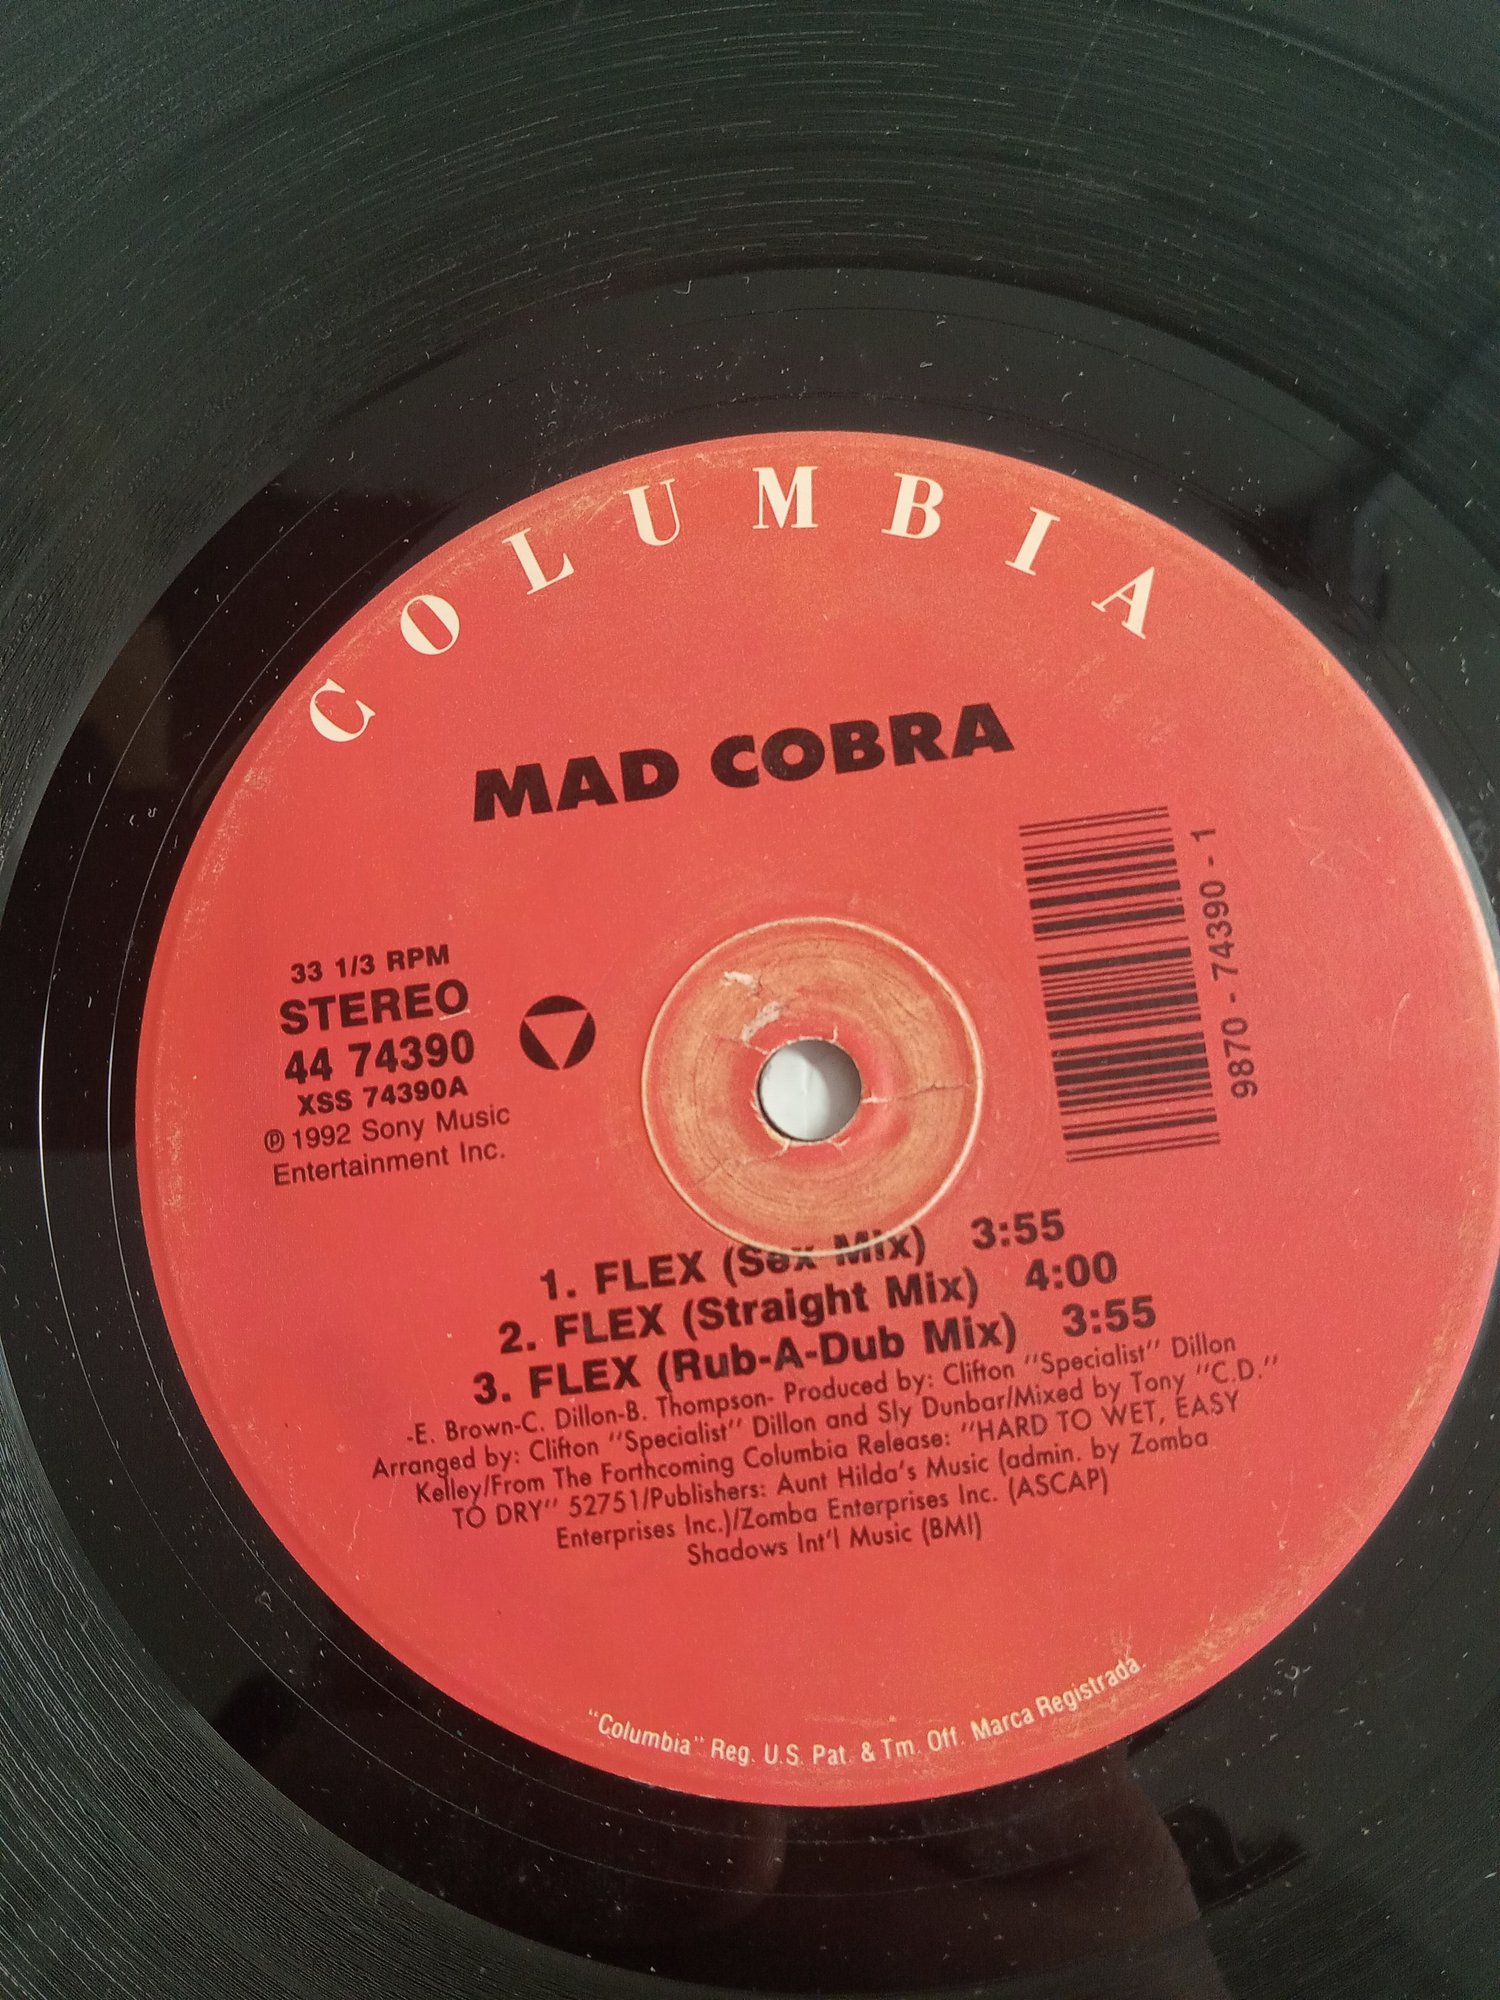 COLUMBIA
MAD COBRA
33 1/3 RPM
STEREO
44 74390
XSS 74390A
℗ 1992 Sony Music
Entertainment Inc.
9870 - 74390 - 1
1. FLEX (Sex Mix) 3:55
2. FLEX (Straight Mix) 4:00
3. FLEX (Rub-A-Dub Mix) 3:55
-E. Brown-C. Dillon-B. Thompson- Produced by: Clifton "Specialist" Dillon
Arranged by: Clifton "Specialist" Dillon and Sly Dunbar/Mixed by Tony "C.D."
Kelley/From The Forthcoming Columbia Release: "HARD TO WET, EASY
TO DRY" 52751/Publishers: Aunt Hilda's Music (admin. by Zomba
Enterprises Inc.)/Zomba Enterprises Inc. (ASCAP)
Shadows Int'l Music (BMI)
"Columbia" Reg. U.S. Pat. & Tm. Off. Marca Registrada